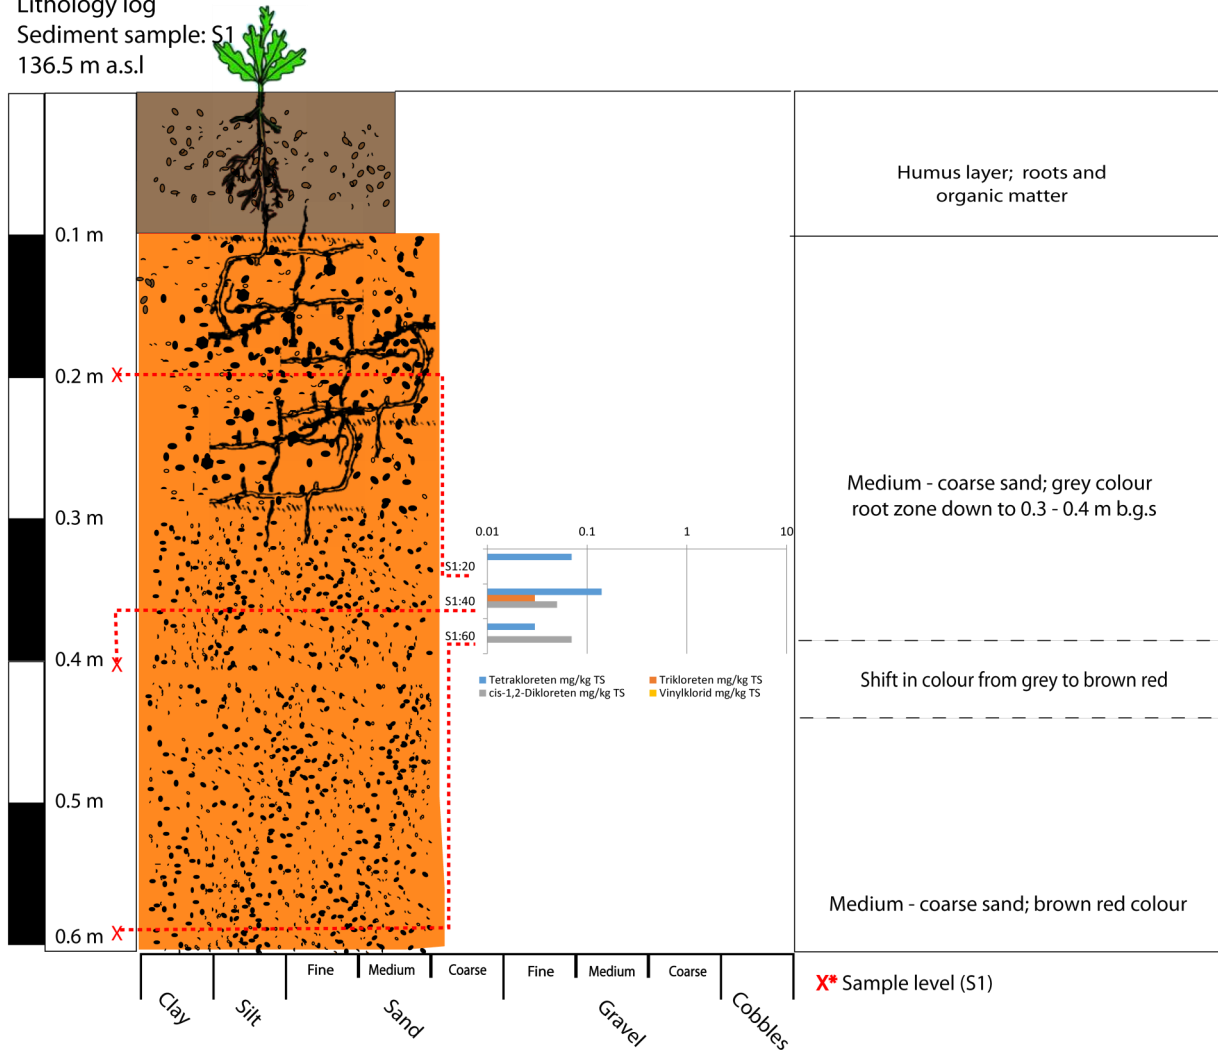 Lithology log
Sediment sample: S1
136.5 m a.s.l
Humus layer; roots and
organic matter
0.1 m
X 0.2 m
Medium - coarse sand; grey colour
root zone down to 0.3 - 0.4 m b.g.s
0.3 m
0.01 0.1 1 10
S1:20
S1:40
S1:60
0.4 m X
Tetrakloreten mg/kg TS Trikloreten mg/kg TS
cis-1,2-Dikloreten mg/kg TS Vinylklorid mg/kg TS
Shift in colour from grey to brown red
0.5 m
Medium - coarse sand; brown red colour
0.6 m X
Fine Medium Coarse Fine Medium Coarse
Clay Silt Sand Gravel Cobbles
X* Sample level (S1)